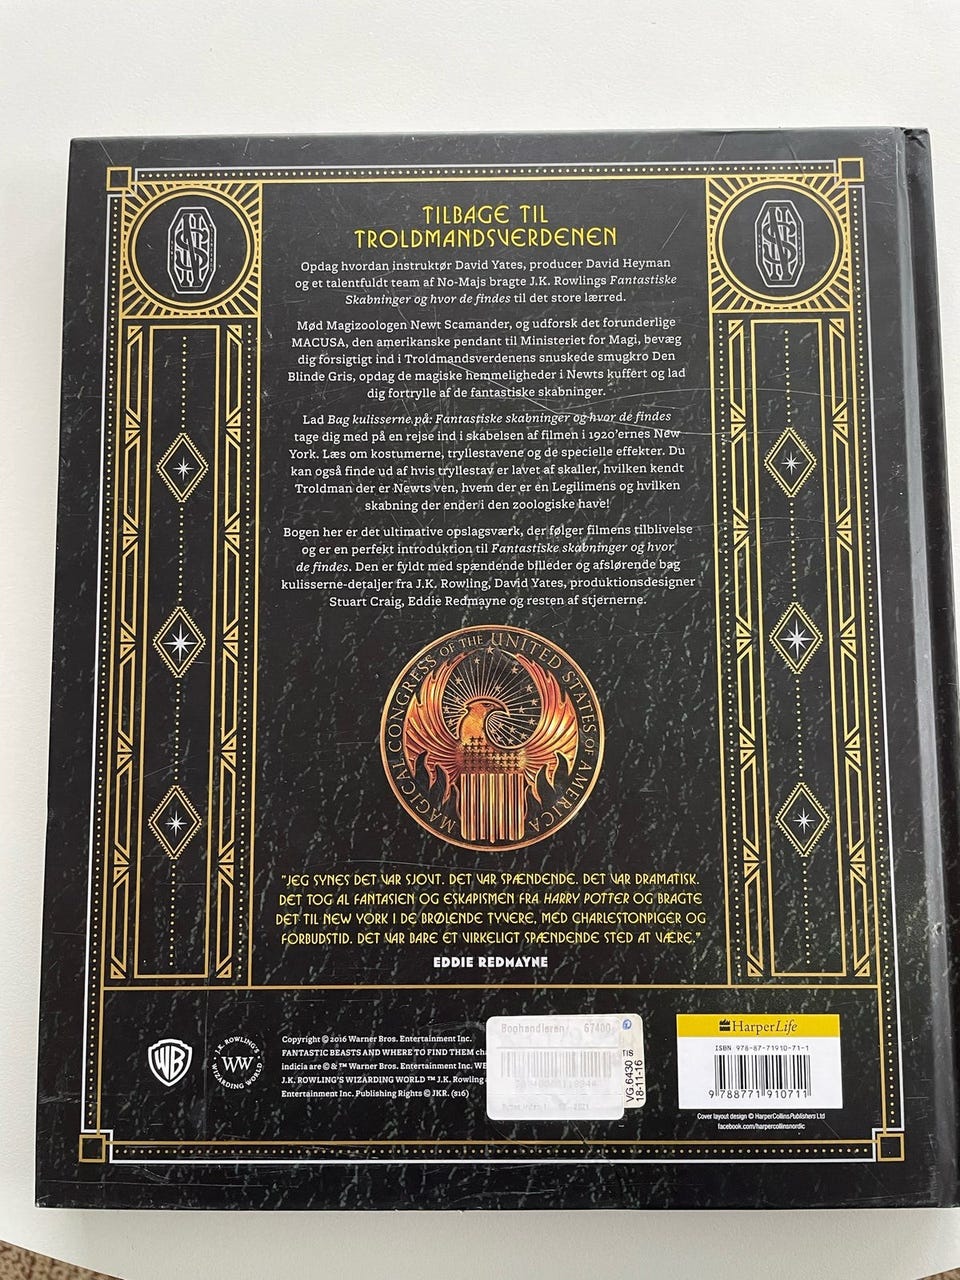 TILBAGE TIL
TROLDMANDSVERDENEN
Opdag hvordan instruktør David Yates, producer David Heyman
og et talentfuldt team af No-Majs bragte J.K. Rowlings Fantastiske
Skabninger og hvor de findes til det store lærred.
Mød Magizoologen Newt Scamander, og udforsk det forunderlige
MACUSA, den amerikanske pendant til Ministeriet for Magi, bevæg
dig forsigtigt ind i Troldmandsverdenens snuskede smugkro Den
Blinde Gris, opdag de magiske hemmeligheder i Newts kuffert og lad
dig fortrylle af de fantastiske skabninger.
Lad Bag kulisserne på: Fantastiske skabninger og hvor de findes
tage dig med på en rejse ind i skabelsen af filmen i 1920'ernes New
York. Læs om kostumerne, tryllestavene og de specielle effekter. Du
kan også finde ud af hvis tryllestav er lavet af skaller, hvilken kendt
Troldman der er Newts ven, hvem der er en Legilimens og hvilken
skabning der ender i den zoologiske have!
Bogen her er det ultimative opslagsværk, der følger filmens tilblivelse
og er en perfekt introduktion til Fantastiske skabninger og hvor
de findes. Den er fyldt med spændende billeder og afslørende bag
kulisserne-detaljer fra J.K. Rowling, David Yates, produktionsdesigner
Stuart Craig, Eddie Redmayne og resten af stjernerne.
MAGICAL CONGRESS OF THE UNITED STATES OF AMERICA
"JEG SYNES DET VAR SJOVT. DET VAR SPÆNDENDE. DET VAR DRAMATISK.
DET TOG AL FANTASIEN OG ESKAPISMEN FRA HARRY POTTER OG BRAGTE
DET TIL NEW YORK I DE BRØLENDE TYVERE, MED CHARLESTONPIGER OG
FORBUDSTID. DET VAR BARE ET VIRKELIGT SPÆNDENDE STED AT VÆRE."
EDDIE REDMAYNE
WB
J.K. ROWLING'S
WW
WIZARDING WORLD
Copyright © 2016 Warner Bros. Entertainment Inc.
FANTASTIC BEASTS AND WHERE TO FIND THEM
indicia are © & ™ Warner Bros. Entertainment Inc.
J.K. ROWLING'S WIZARDING WORLD ™ J.K. Rowling
Entertainment Inc. Publishing Rights © JKR. (s16)
Boghandleren 67400
VG.6430
18-11-16
HarperLife
ISBN 978-87-71910-71-1
9 788771 910711
Cover layout design © HarperCollinsPublishers Ltd
facebook.com/harpercollinsnordic